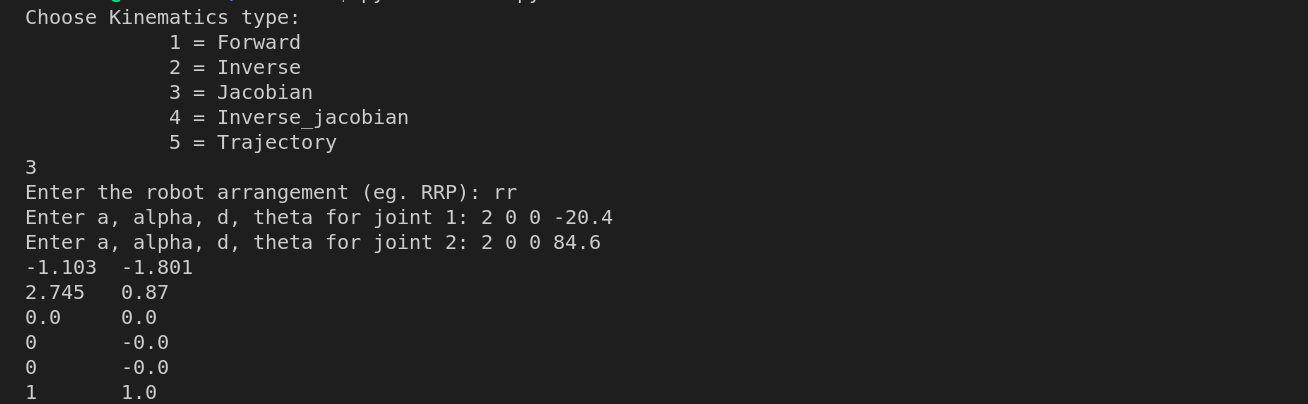 Choose Kinematics type:
            1 = Forward
            2 = Inverse
            3 = Jacobian
            4 = Inverse_jacobian
            5 = Trajectory
3
Enter the robot arrangement (eg. RRP): rr
Enter a, alpha, d, theta for joint 1: 2 0 0 -20.4
Enter a, alpha, d, theta for joint 2: 2 0 0 84.6
-1.103  -1.801
2.745   0.87
0.0     0.0
0       -0.0
0       -0.0
1       1.0